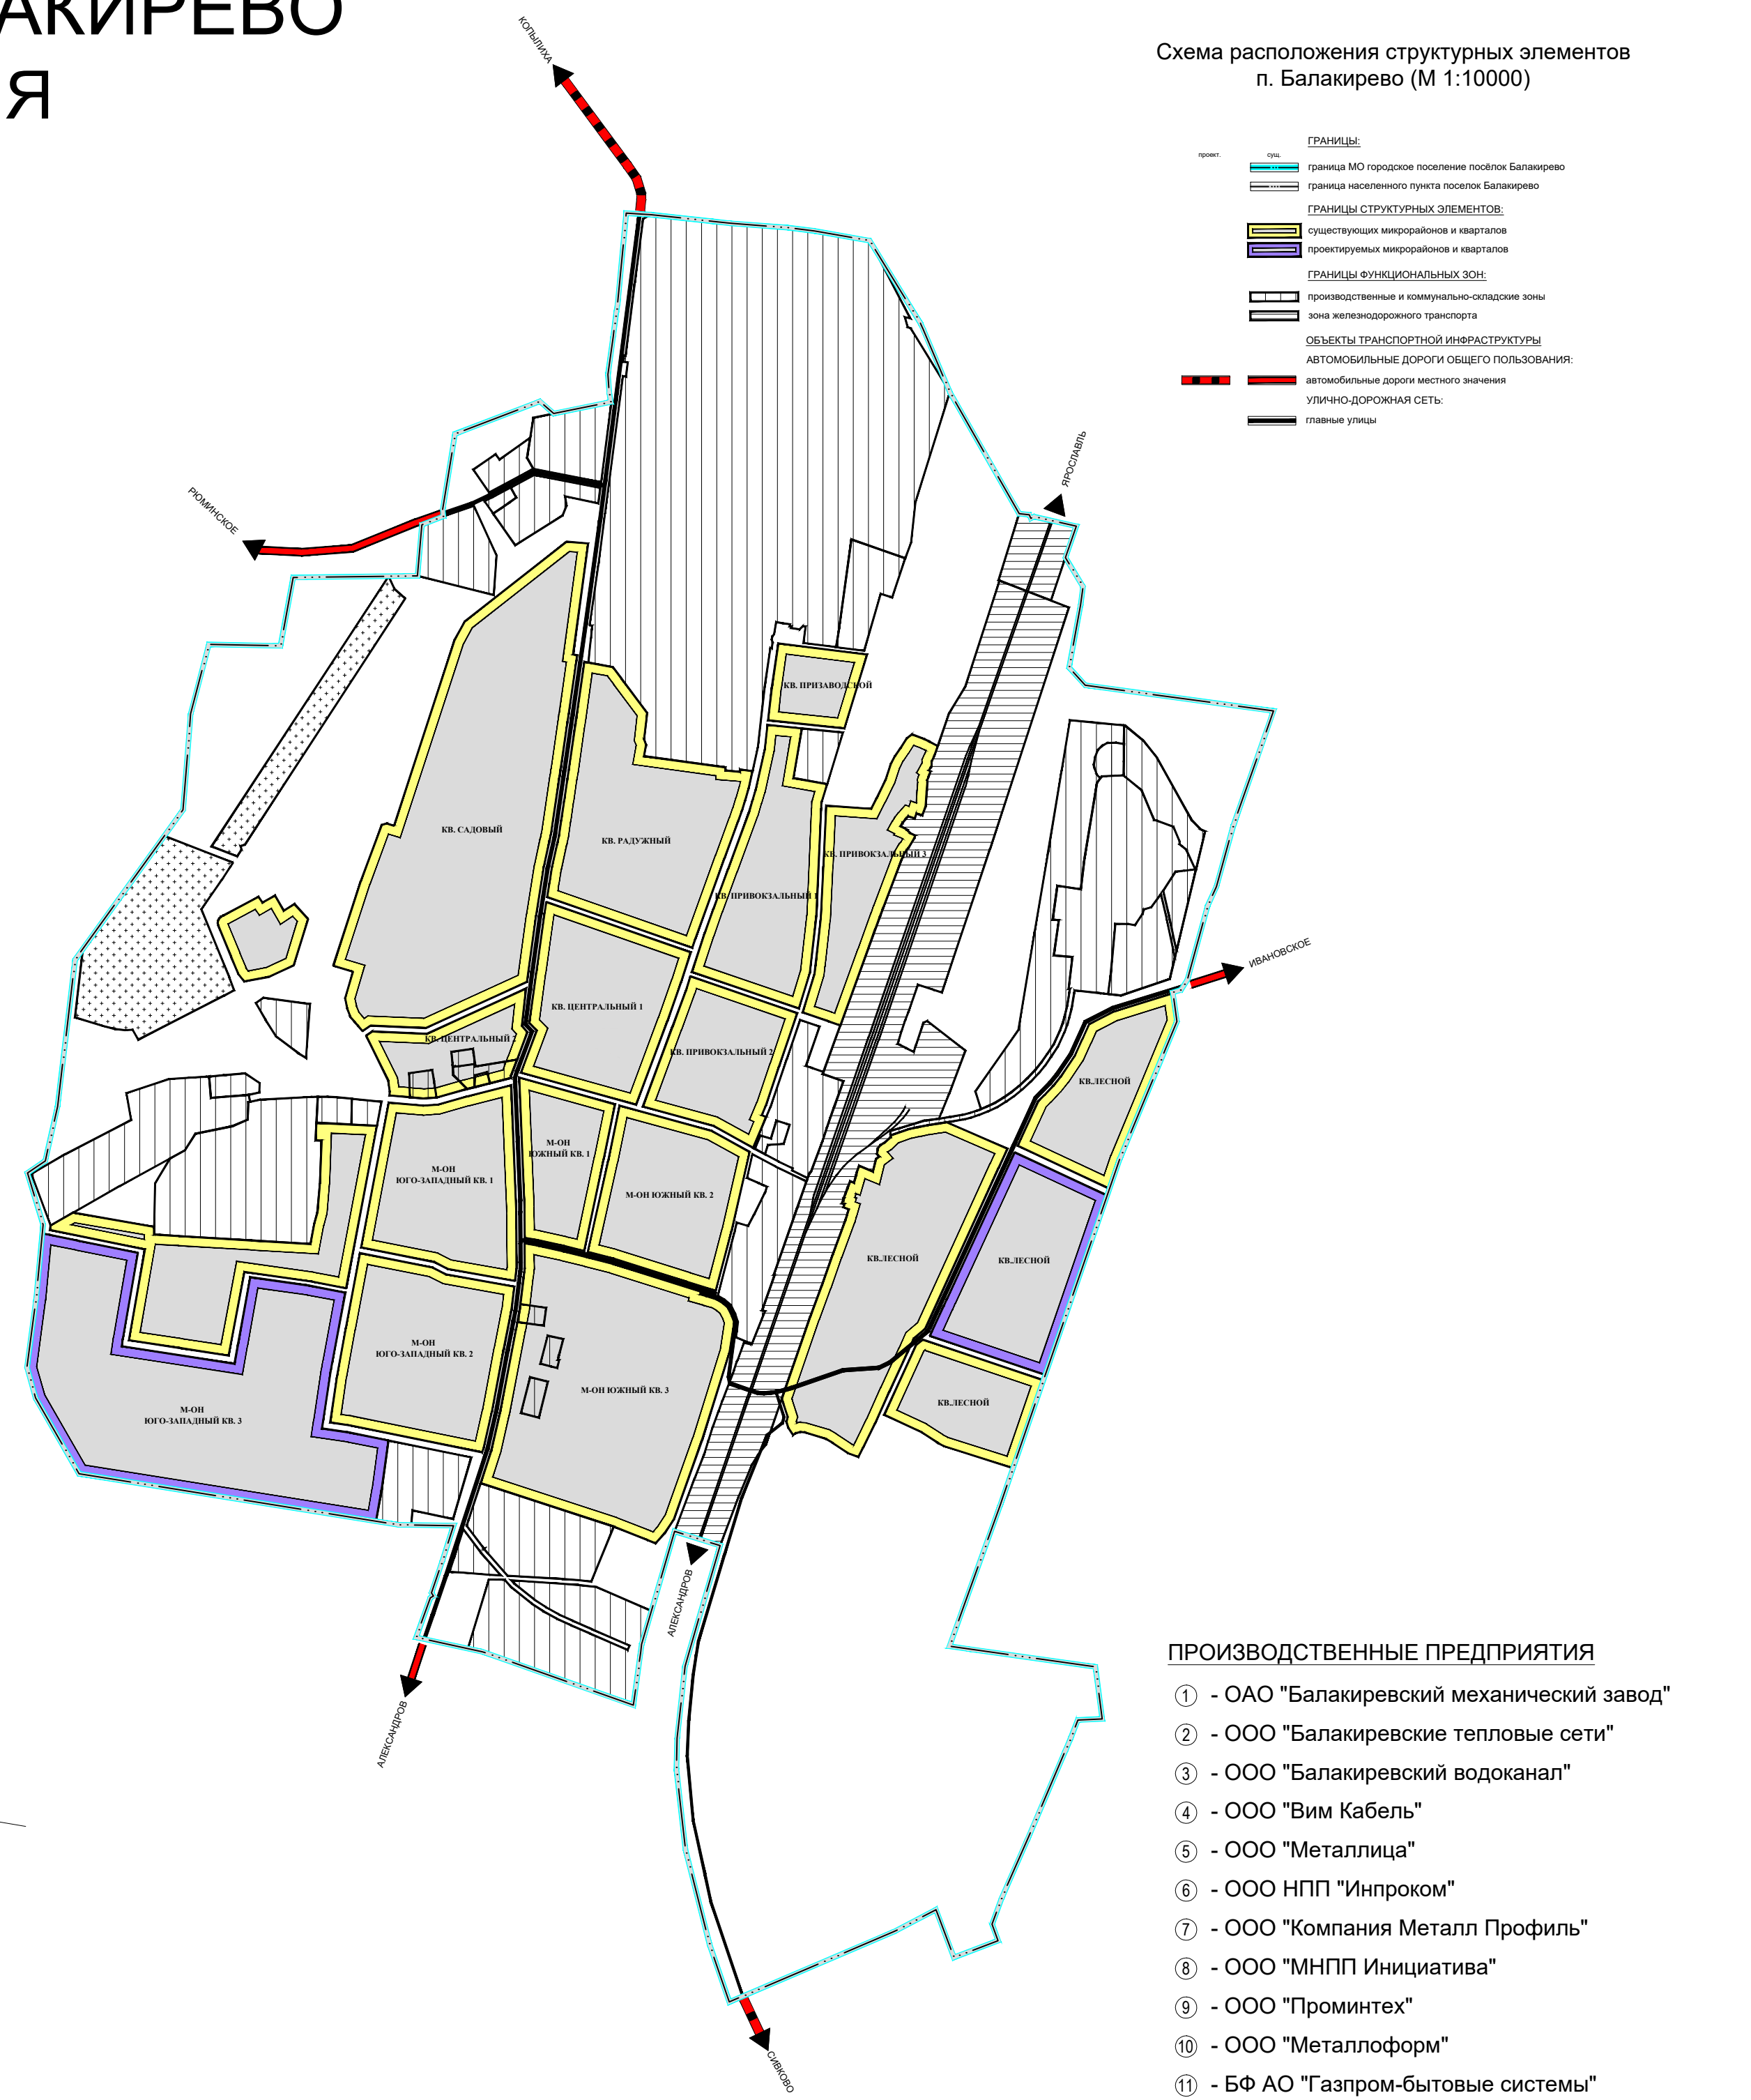 АКИРЕВО
ИЯ
Схема расположения структурных элементов
п. Балакирево (М 1:10000)
ГРАНИЦЫ:
проект.
сущ.
граница МО городское поселение посёлок Балакирево
граница населенного пункта поселок Балакирево
ГРАНИЦЫ СТРУКТУРНЫХ ЭЛЕМЕНТОВ:
существующих микрорайонов и кварталов
проектируемых микрорайонов и кварталов
ГРАНИЦЫ ФУНКЦИОНАЛЬНЫХ ЗОН:
производственные и коммунально-складские зоны
зона железнодорожного транспорта
ОБЪЕКТЫ ТРАНСПОРТНОЙ ИНФРАСТРУКТУРЫ
АВТОМОБИЛЬНЫЕ ДОРОГИ ОБЩЕГО ПОЛЬЗОВАНИЯ:
автомобильные дороги местного значения
УЛИЧНО-ДОРОЖНАЯ СЕТЬ:
главные улицы
КОПЫЛИХА
ЯРОСЛАВЛЬ
РЮМИНСКОЕ
КВ. ПРИЗАВОДСКОЙ
КВ. САДОВЫЙ
КВ. РАДУЖНЫЙ
КВ. ПРИВОКЗАЛЬНЫЙ 3
КВ. ПРИВОКЗАЛЬНЫЙ 1
ИВАНОВСКОЕ
КВ. ЦЕНТРАЛЬНЫЙ 1
КВ. ЦЕНТРАЛЬНЫЙ 2
КВ. ПРИВОКЗАЛЬНЫЙ 2
КВ.ЛЕСНОЙ
М-ОН
ЮЖНЫЙ КВ. 1
М-ОН
ЮГО-ЗАПАДНЫЙ КВ. 1
М-ОН ЮЖНЫЙ КВ. 2
КВ.ЛЕСНОЙ
КВ.ЛЕСНОЙ
М-ОН
ЮГО-ЗАПАДНЫЙ КВ. 2
М-ОН ЮЖНЫЙ КВ. 3
КВ.ЛЕСНОЙ
М-ОН
ЮГО-ЗАПАДНЫЙ КВ. 3
АЛЕКСАНДРОВ
АЛЕКСАНДРОВ
СИВКОВО
ПРОИЗВОДСТВЕННЫЕ ПРЕДПРИЯТИЯ
1 - ОАО "Балакиревский механический завод"
2 - ООО "Балакиревские тепловые сети"
3 - ООО "Балакиревский водоканал"
4 - ООО "Вим Кабель"
5 - ООО "Металлица"
6 - ООО НПП "Инпроком"
7 - ООО "Компания Металл Профиль"
8 - ООО "МНПП Инициатива"
9 - ООО "Проминтех"
10 - ООО "Металлоформ"
11 - БФ АО "Газпром-бытовые системы"